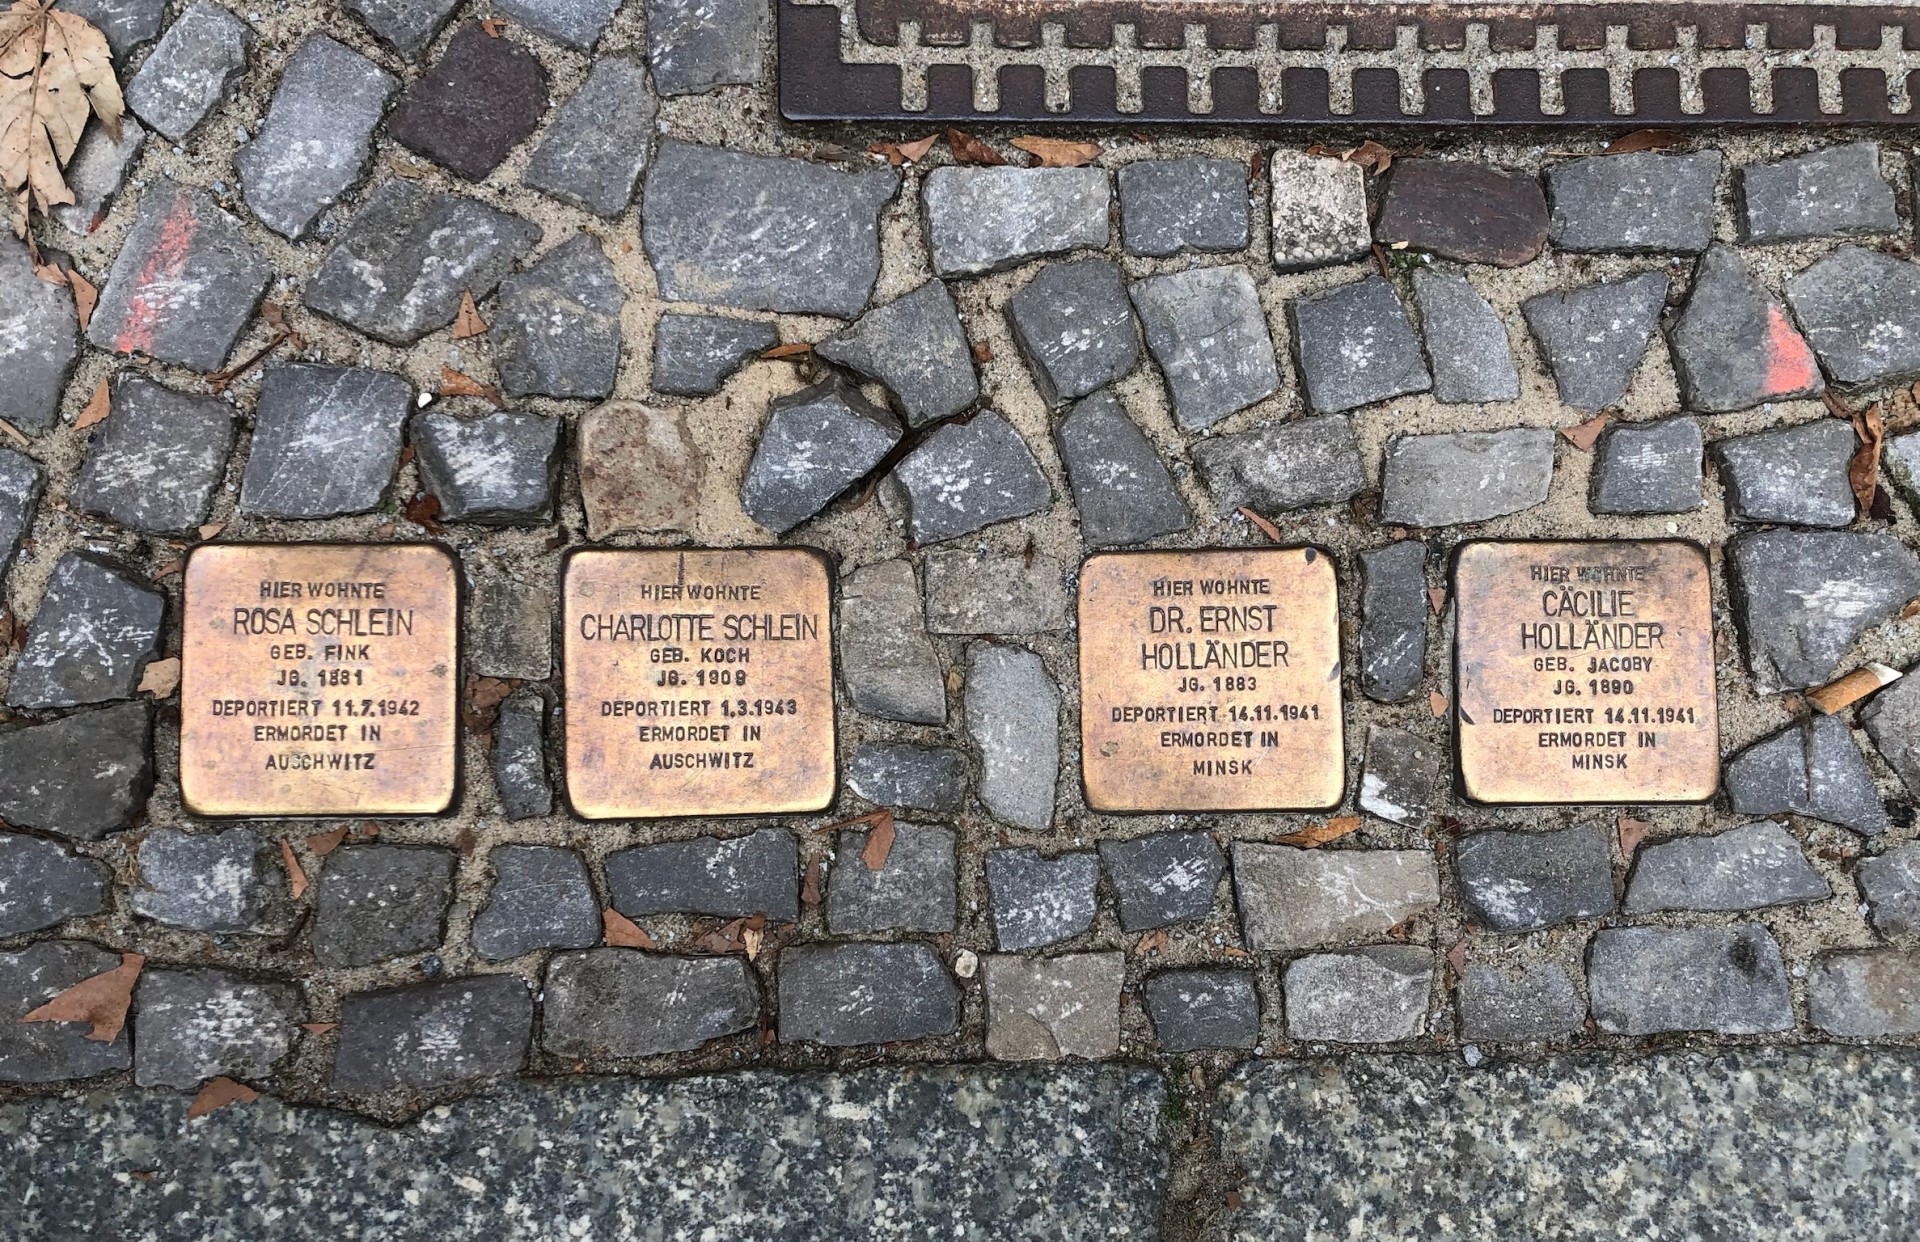 HIER WOHNTE
ROSA SCHLEIN
GEB. FINK
JG. 1881
DEPORTIERT 11.7.1942
ERMORDET IN
AUSCHWITZ
HIER WOHNTE
CHARLOTTE SCHLEIN
GEB. KOCH
JG. 1909
DEPORTIERT 1.3.1943
ERMORDET IN
AUSCHWITZ
HIER WOHNTE
DR. ERNST
HOLLÄNDER
JG. 1883
DEPORTIERT 14.11.1941
ERMORDET IN
MINSK
HIER WOHNTE
CÄCILIE
HOLLÄNDER
GEB. JACOBY
JG. 1890
DEPORTIERT 14.11.1941
ERMORDET IN
MINSK